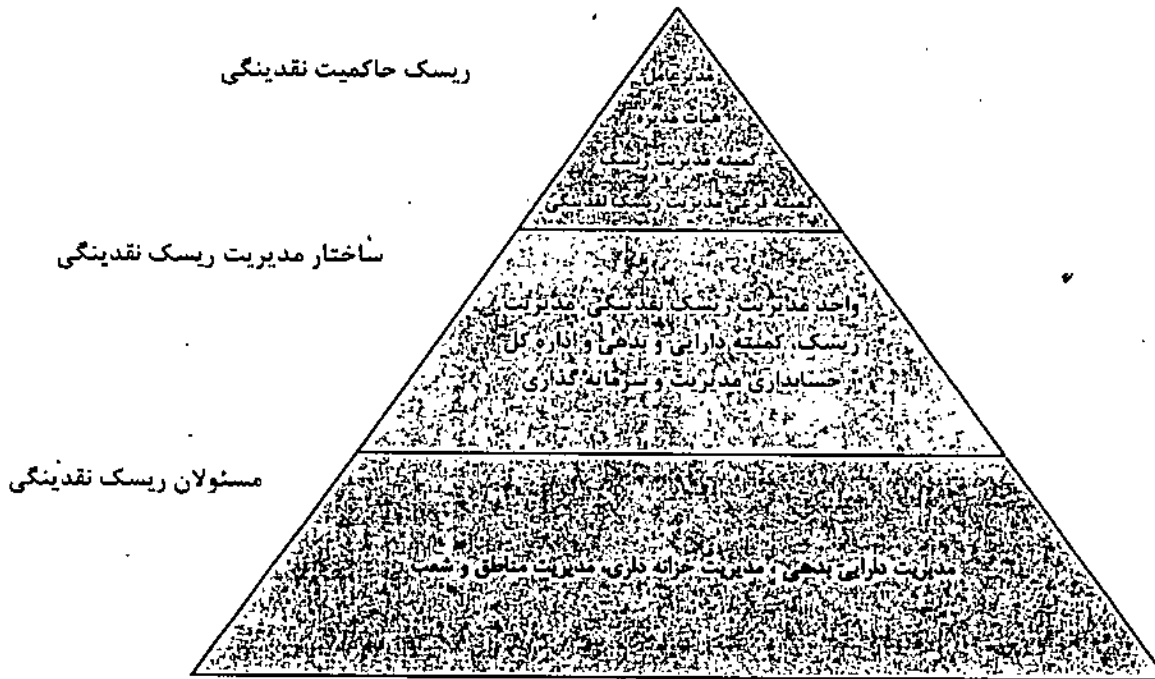 ریسک حاکمیت نقدینگی
مدیرعامل
هیات مدیره
کمیته مدیریت ریسک
کمیته فرعی مدیریت ریسک نقدینگی
ساختار مدیریت ریسک نقدینگی
واحد مدیریت ریسک نقدینگی، مدیریت
ریسک، کمیته دارایی و بدهی و اداره کل
حسابداری مدیریت و سرمایه گذاری
مسئولان ریسک نقدینگی
مدیریت دارایی بدهی، مدیریت خزانه داری، مدیریت مناطق و شعب